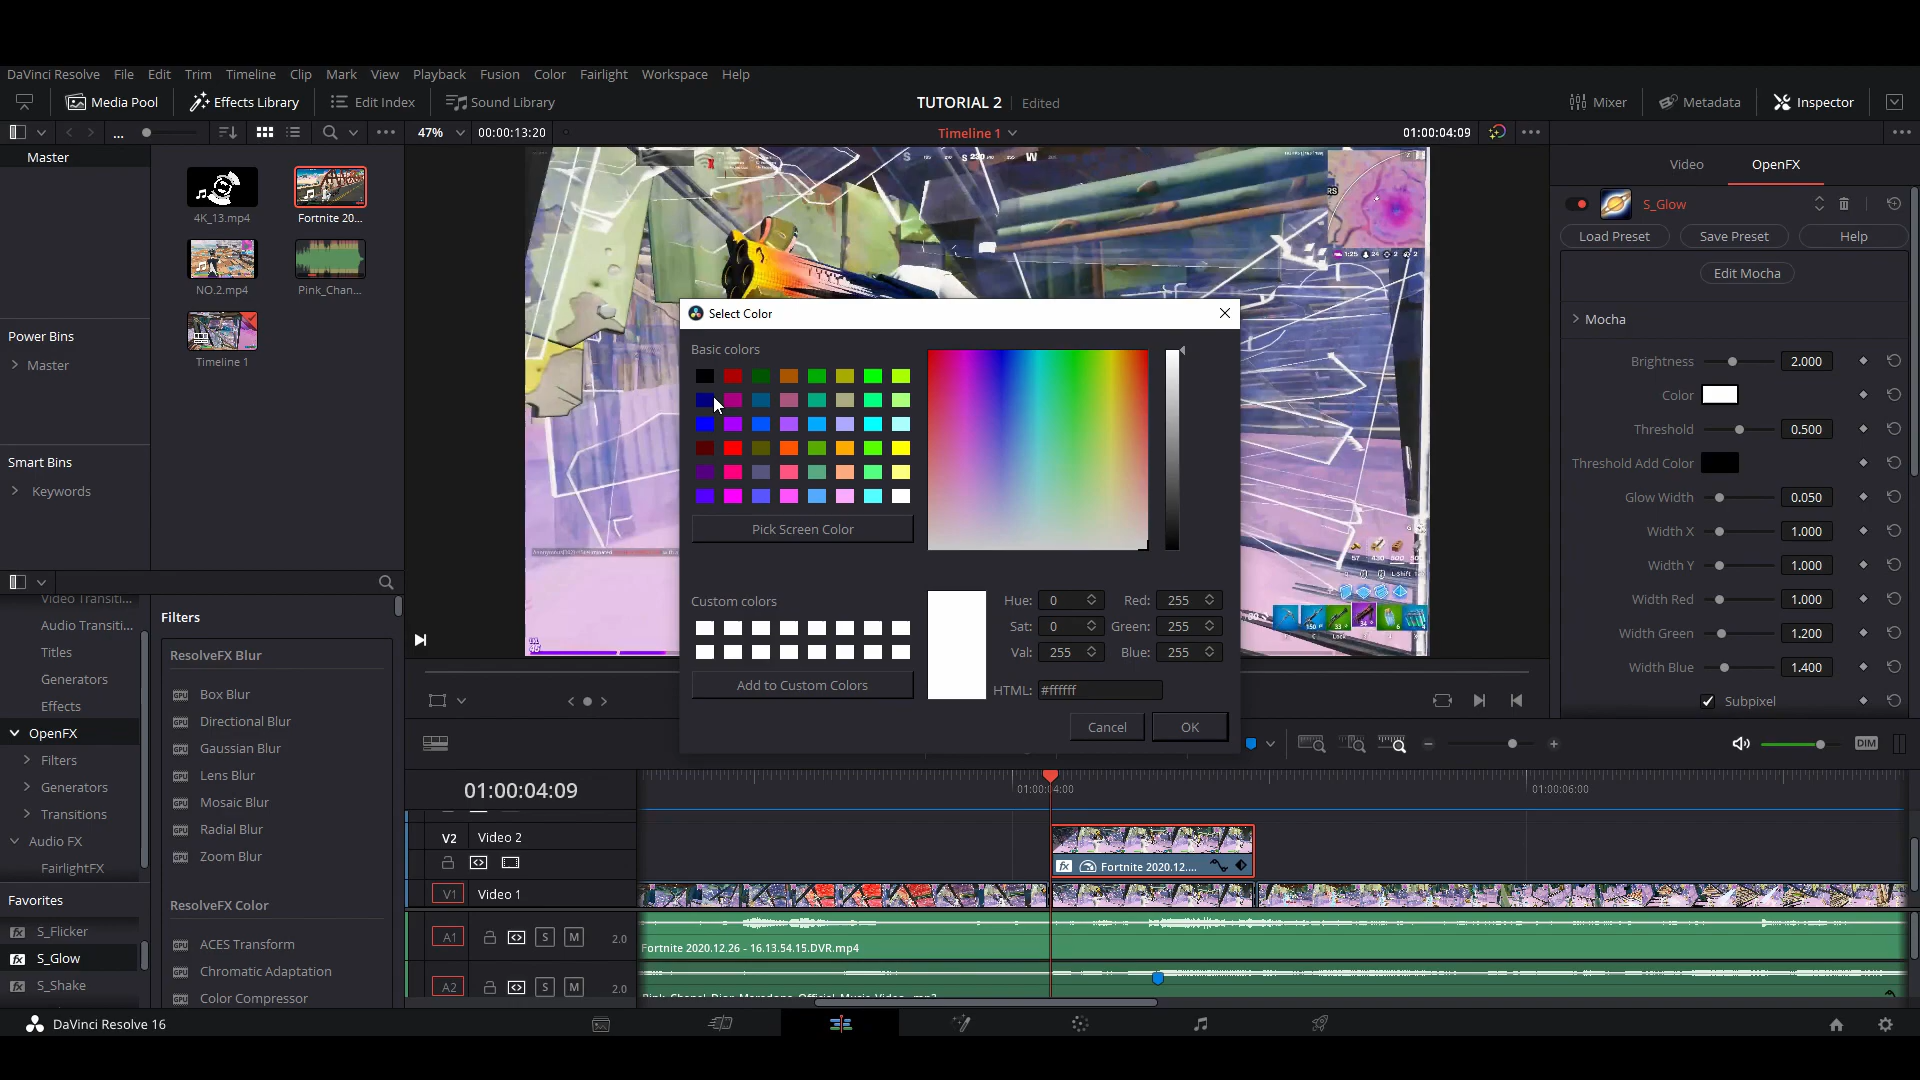 DaVinci Resolve File Edit Trim Timeline Clip Mark View Playback Fusion Color Fairlight Workspace Help
Media Pool Effects Library Edit Index Sound Library TUTORIAL 2 Edited Mixer Metadata Inspector
... 47% 00:00:13:20 Timeline 1 01:00:04:09
Master
4K_13.mp4 Fortnite 20...
NO.2.mp4 Pink_Chan...
Timeline 1
Power Bins
Master
Smart Bins
Keywords
Video OpenFX
S_Glow
Load Preset Save Preset Help
Edit Mocha
Mocha
Brightness 2.000
Color
Threshold 0.500
Threshold Add Color
Glow Width 0.050
Width X 1.000
Width Y 1.000
Width Red 1.000
Width Green 1.200
Width Blue 1.400
Subpixel
Select Color
Basic colors
Pick Screen Color
Custom colors
Add to Custom Colors
Hue: 0 Red: 255
Sat: 0 Green: 255
Val: 255 Blue: 255
HTML: #ffffff
Cancel OK
S 230 W
1:25 24 2 2
Video Transiti...
Audio Transiti...
Titles
Generators
Effects
OpenFX
Filters
Generators
Transitions
Audio FX
FairlightFX
Favorites
S_Flicker
S_Glow
S_Shake
Filters
ResolveFX Blur
Box Blur
Directional Blur
Gaussian Blur
Lens Blur
Mosaic Blur
Radial Blur
Zoom Blur
ResolveFX Color
ACES Transform
Chromatic Adaptation
Color Compressor
DIM
01:00:04:09 01:00:04:00 01:00:06:00
V2 Video 2
Fortnite 2020.12....
V1 Video 1
A1 S M 2.0
Fortnite 2020.12.26 - 16.13.54.15.DVR.mp4
A2 S M 2.0
DaVinci Resolve 16